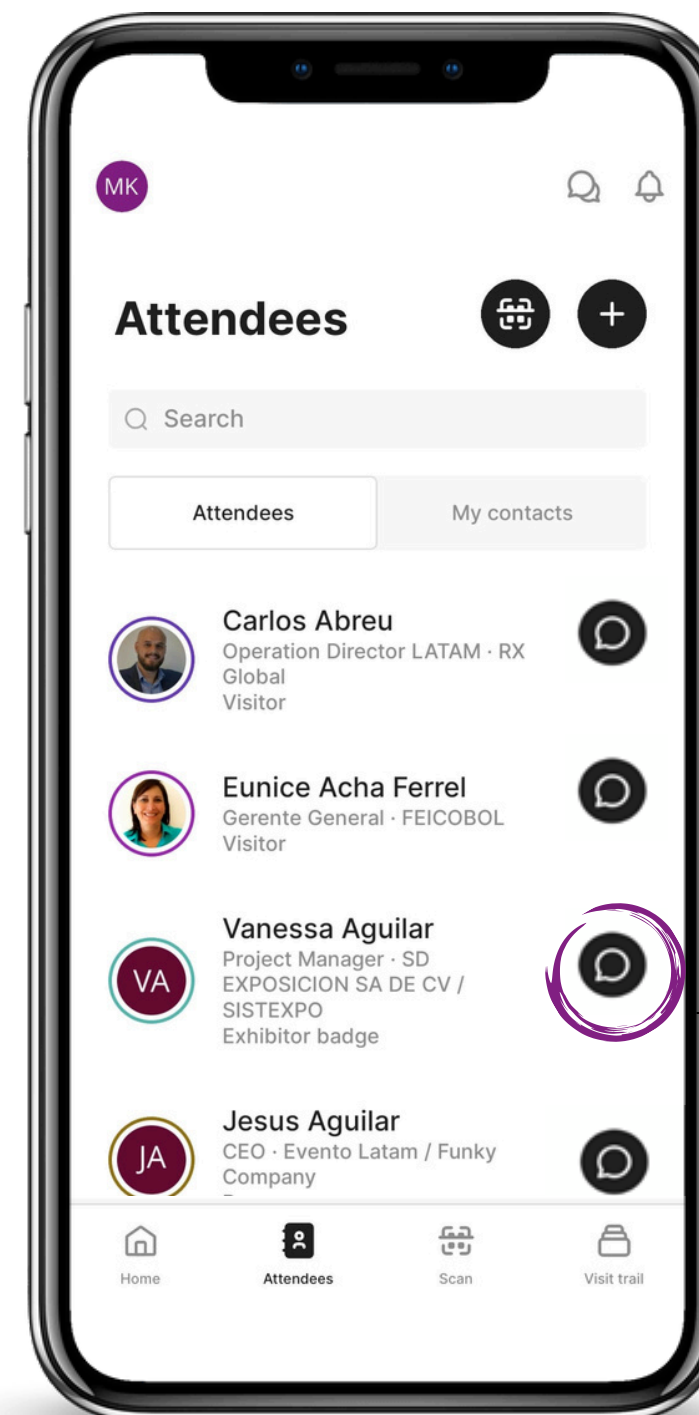 MK
Attendees
Search
Attendees
My contacts
Carlos Abreu
Operation Director LATAM · RX
Global
Visitor
Eunice Acha Ferrel
Gerente General · FEICOBOL
Visitor
VA
Vanessa Aguilar
Project Manager · SD
EXPOSICION SA DE CV /
SISTEXPO
Exhibitor badge
JA
Jesus Aguilar
CEO · Evento Latam / Funky
Company
Home
Attendees
Scan
Visit trail